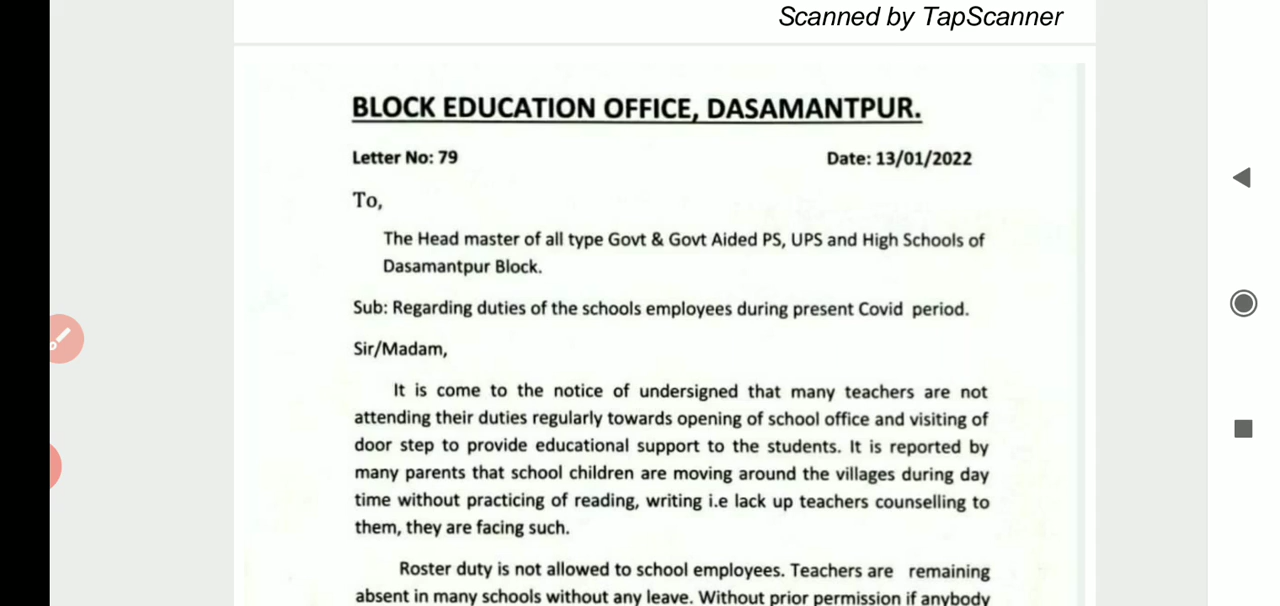 Scanned by TapScanner
BLOCK EDUCATION OFFICE, DASAMANTPUR.
Letter No: 79 Date: 13/01/2022
To,
The Head master of all type Govt & Govt Aided PS, UPS and High Schools of
Dasamantpur Block.
Sub: Regarding duties of the schools employees during present Covid period.
Sir/Madam,
It is come to the notice of undersigned that many teachers are not
attending their duties regularly towards opening of school office and visiting of
door step to provide educational support to the students. It is reported by
many parents that school children are moving around the villages during day
time without practicing of reading, writing i.e lack up teachers counselling to
them, they are facing such.
Roster duty is not allowed to school employees. Teachers are remaining
absent in many schools without any leave. Without prior permission if anybody